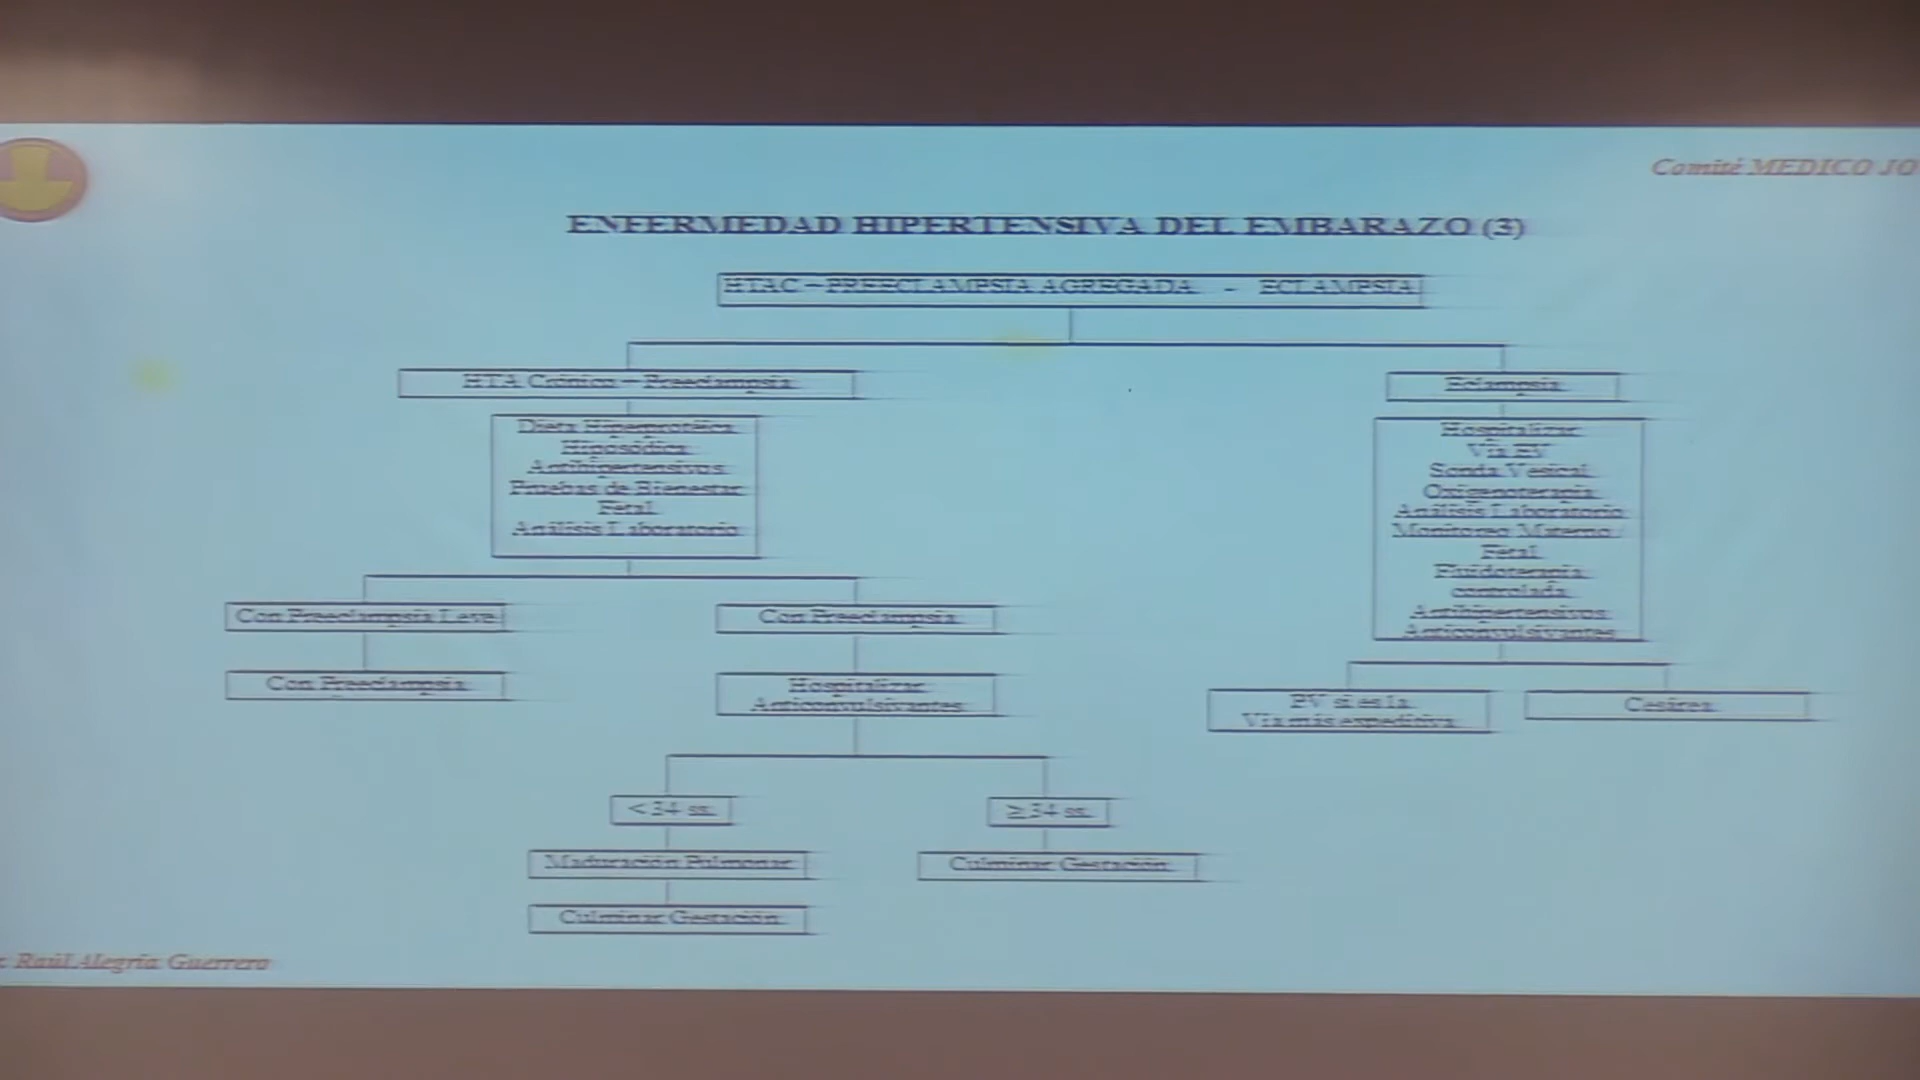 Comité MEDICO JO
ENFERMEDAD HIPERTENSIVA DEL EMBARAZO (3)
HTAC – PREECLAMPSIA AGREGADA - ECLAMPSIA
HTA Crónico – Preeclampsia
Eclampsia
Dieta Hiperprotéica
Hiposódica
Antihipertensivos
Pruebas de Bienestar
Fetal
Análisis Laboratorio
Hospitalizar
Vía EV
Sonda Vesical
Oxigenoterapia
Análisis Laboratorio
Monitoreo Materno /
Fetal
Fluidoterapia
controlada
Antihipertensivos
Anticonvulsivantes
Con Preeclampsia Leve
Con Preeclampsia
Con Preeclampsia
Hospitalizar
Anticonvulsivantes
PV si es la
Vía más expeditiva
Cesárea
< 34 ss.
≥ 34 ss.
Maduración Pulmonar
Culminar Gestación
Culminar Gestación
Raúl Alegría Guerrero